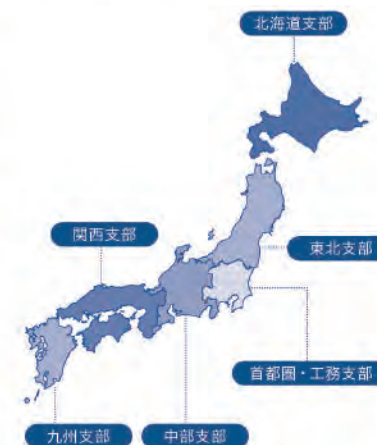 北海道支部
関西支部
東北支部
首都圏・工務支部
九州支部
中部支部